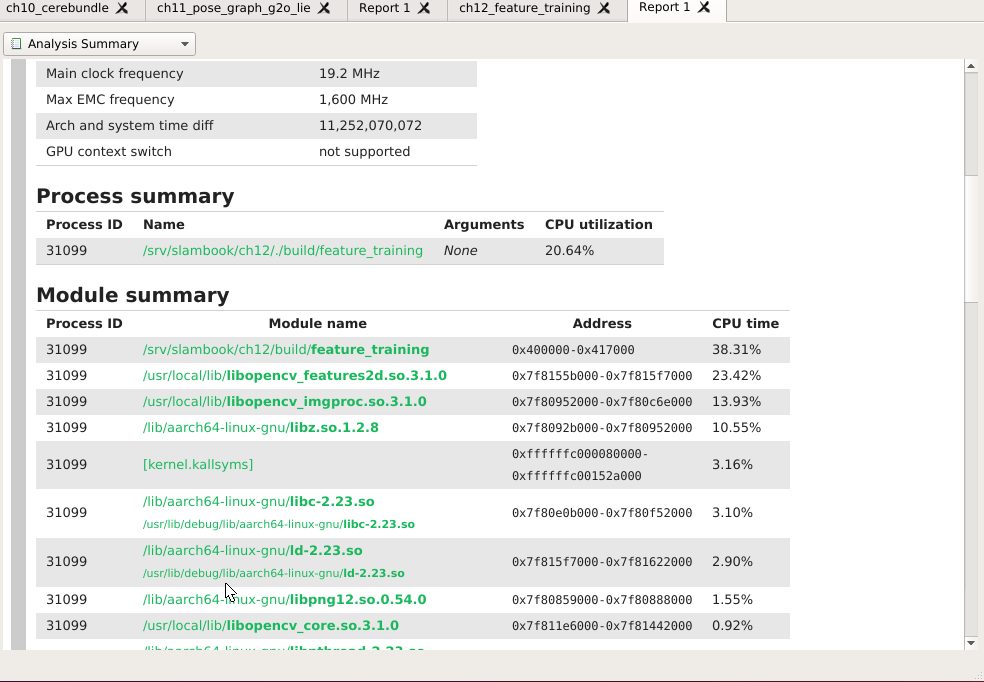 ch10_cerebundle ch11_pose_graph_g2o_lie Report 1 ch12_feature_training Report 1
Analysis Summary
Main clock frequency 19.2 MHz
Max EMC frequency 1,600 MHz
Arch and system time diff 11,252,070,072
GPU context switch not supported
Process summary
Process ID Name Arguments CPU utilization
31099 /srv/slambook/ch12/./build/feature_training None 20.64%
Module summary
Process ID Module name Address CPU time
31099 /srv/slambook/ch12/build/feature_training 0x400000-0x417000 38.31%
31099 /usr/local/lib/libopencv_features2d.so.3.1.0 0x7f8155b000-0x7f815f7000 23.42%
31099 /usr/local/lib/libopencv_imgproc.so.3.1.0 0x7f80952000-0x7f80c6e000 13.93%
31099 /lib/aarch64-linux-gnu/libz.so.1.2.8 0x7f8092b000-0x7f80952000 10.55%
31099 [kernel.kallsyms] 0xffffffc000080000-
0xffffffc00152a000 3.16%
31099 /lib/aarch64-linux-gnu/libc-2.23.so 0x7f80e0b000-0x7f80f52000 3.10%
/usr/lib/debug/lib/aarch64-linux-gnu/libc-2.23.so
31099 /lib/aarch64-linux-gnu/ld-2.23.so 0x7f815f7000-0x7f81622000 2.90%
/usr/lib/debug/lib/aarch64-linux-gnu/ld-2.23.so
31099 /lib/aarch64-linux-gnu/libpng12.so.0.54.0 0x7f80859000-0x7f80888000 1.55%
31099 /usr/local/lib/libopencv_core.so.3.1.0 0x7f811e6000-0x7f81442000 0.92%
/lib/aarch64-linux-gnu/libpthread-2.23.so